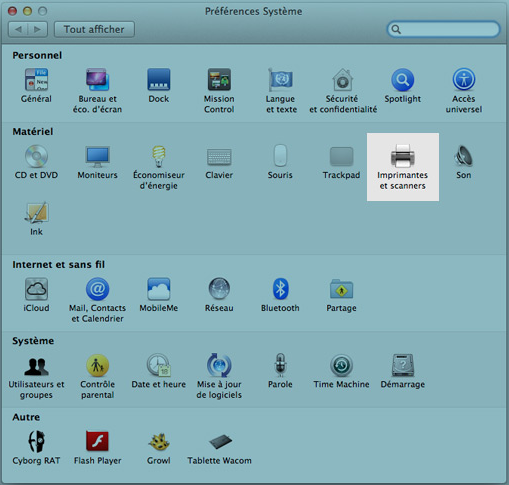 Préférences Système
Tout afficher
Personnel
Général
Bureau et
éco. d'écran
Dock
Mission
Control
Langue
et texte
Sécurité
et confidentialité
Spotlight
Accès
universel
Matériel
CD et DVD
Moniteurs
Économiseur
d'énergie
Clavier
Souris
Trackpad
Imprimantes
et scanners
Son
Ink
Internet et sans fil
iCloud
Mail, Contacts
et Calendrier
MobileMe
Réseau
Bluetooth
Partage
Système
Utilisateurs et
groupes
Contrôle
parental
Date et heure
Mise à jour
de logiciels
Parole
Time Machine
Démarrage
Autre
Cyborg RAT
Flash Player
Growl
Tablette Wacom